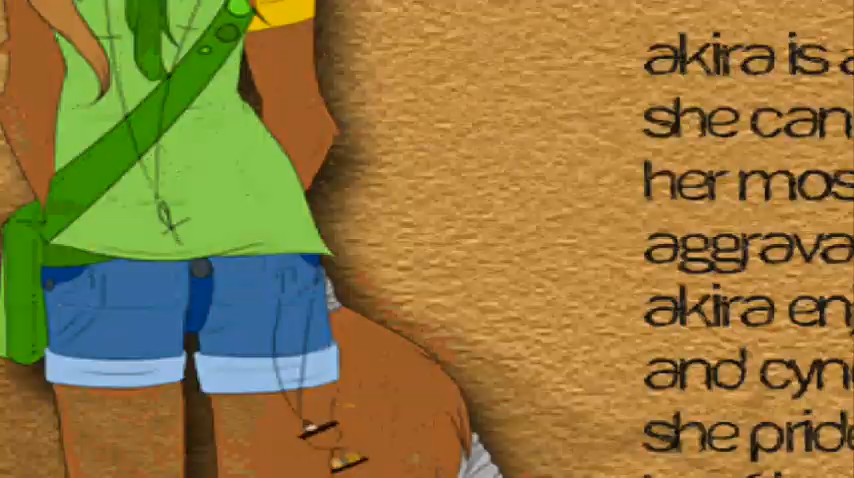 akira is a
she can
her mos
aggrava
akira en
and cyn
she pride